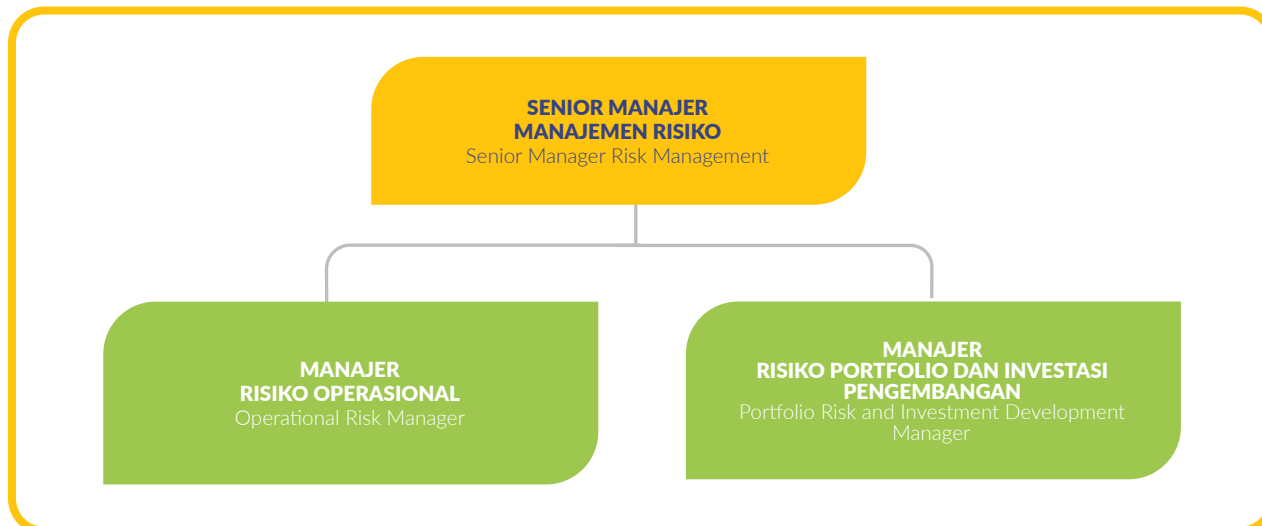 SENIOR MANAJER
MANAJEMEN RISIKO
Senior Manager Risk Management
MANAJER
RISIKO OPERASIONAL
Operational Risk Manager
MANAJER
RISIKO PORTFOLIO DAN INVESTASI
PENGEMBANGAN
Portfolio Risk and Investment Development
Manager